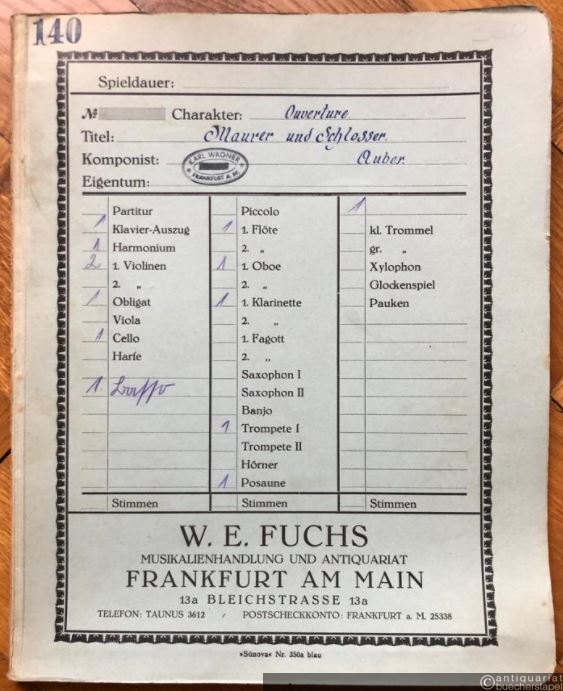 140
Spieldauer:
№ Charakter: Ouverture
Titel: Maurer und Schlosser.
Komponist: Auber.
KARL WAGNER
FRANKFURT A. M.
Eigentum:
Partitur
1 Klavier-Auszug
1 Harmonium
2 1. Violinen
2. „
1 Obligat
Viola
1 Cello
Harfe
1. Basso
Stimmen
Piccolo
1 1. Flöte
2. „
1 1. Oboe
2. „
1 1. Klarinette
2. „
1. Fagott
2. „
Saxophon I
Saxophon II
Banjo
1 Trompete I
Trompete II
Hörner
1 Posaune
Stimmen
1
kl. Trommel
gr. „
Xylophon
Glockenspiel
Pauken
Stimmen
W. E. FUCHS
MUSIKALIENHANDLUNG UND ANTIQUARIAT
FRANKFURT AM MAIN
13a BLEICHSTRASSE 13a
TELEFON: TAUNUS 3612 / POSTSCHECKKONTO: FRANKFURT a. M. 25338
»Sünova« Nr. 350a blau
antiquariat
buecherstapel